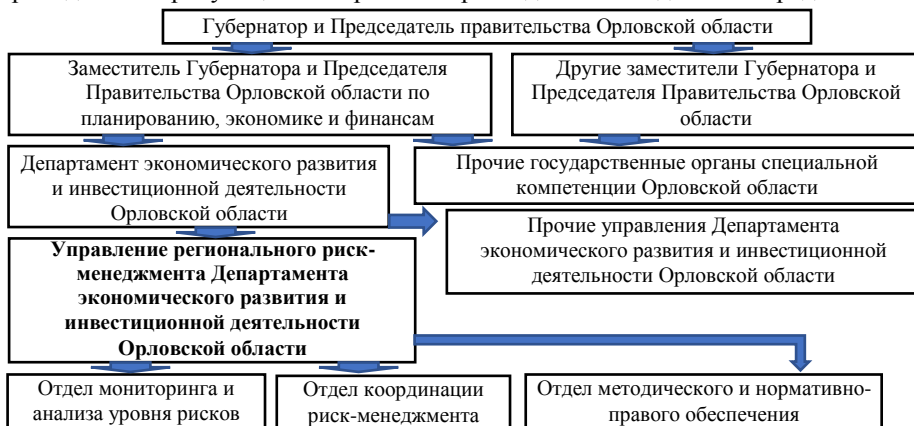 Губернатор и Председатель правительства Орловской области
Заместитель Губернатора и Председателя
Правительства Орловской области по
планированию, экономике и финансам
Другие заместители Губернатора и
Председателя Правительства Орловской
области
Департамент экономического развития
и инвестиционной деятельности
Орловской области
Прочие государственные органы специальной
компетенции Орловской области
Прочие управления Департамента
экономического развития и инвестиционной
деятельности Орловской области
Управление регионального риск-
менеджмента Департамента
экономического развития и
инвестиционной деятельности
Орловской области
Отдел мониторинга и
анализа уровня рисков
Отдел координации
риск-менеджмента
Отдел методического и нормативно-
правого обеспечения